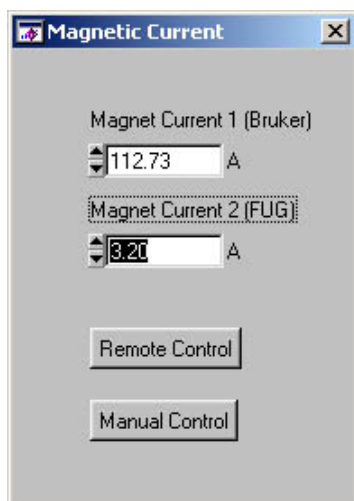 Magnetic Current
Magnet Current 1 (Bruker)
112.73 A
Magnet Current 2 (FUG)
3.20 A
Remote Control
Manual Control